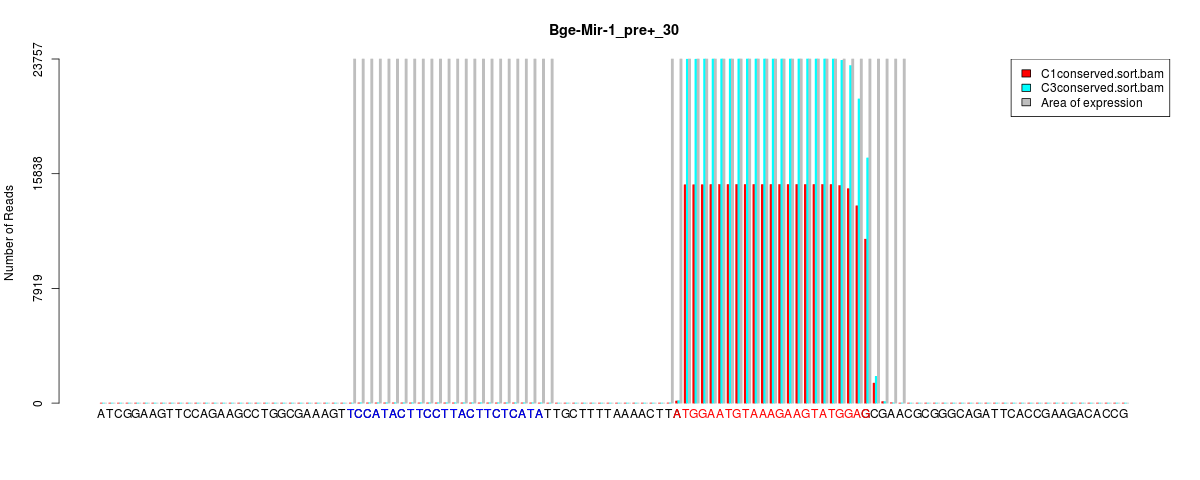 Bge-Mir-1_pre+_30
23757
15838
7919
0
Number of Reads
C1conserved.sort.bam
C3conserved.sort.bam
Area of expression
ATCGGAAGTTCCAGAAGCCTGGCGAAAGTTCCATACTTCCTTACTTCTCATATTGCTTTTAAAACTTATGGAATGTAAAGAAGTATGGAGCGAACGCGGGCAGATTCACCGAAGACACCG